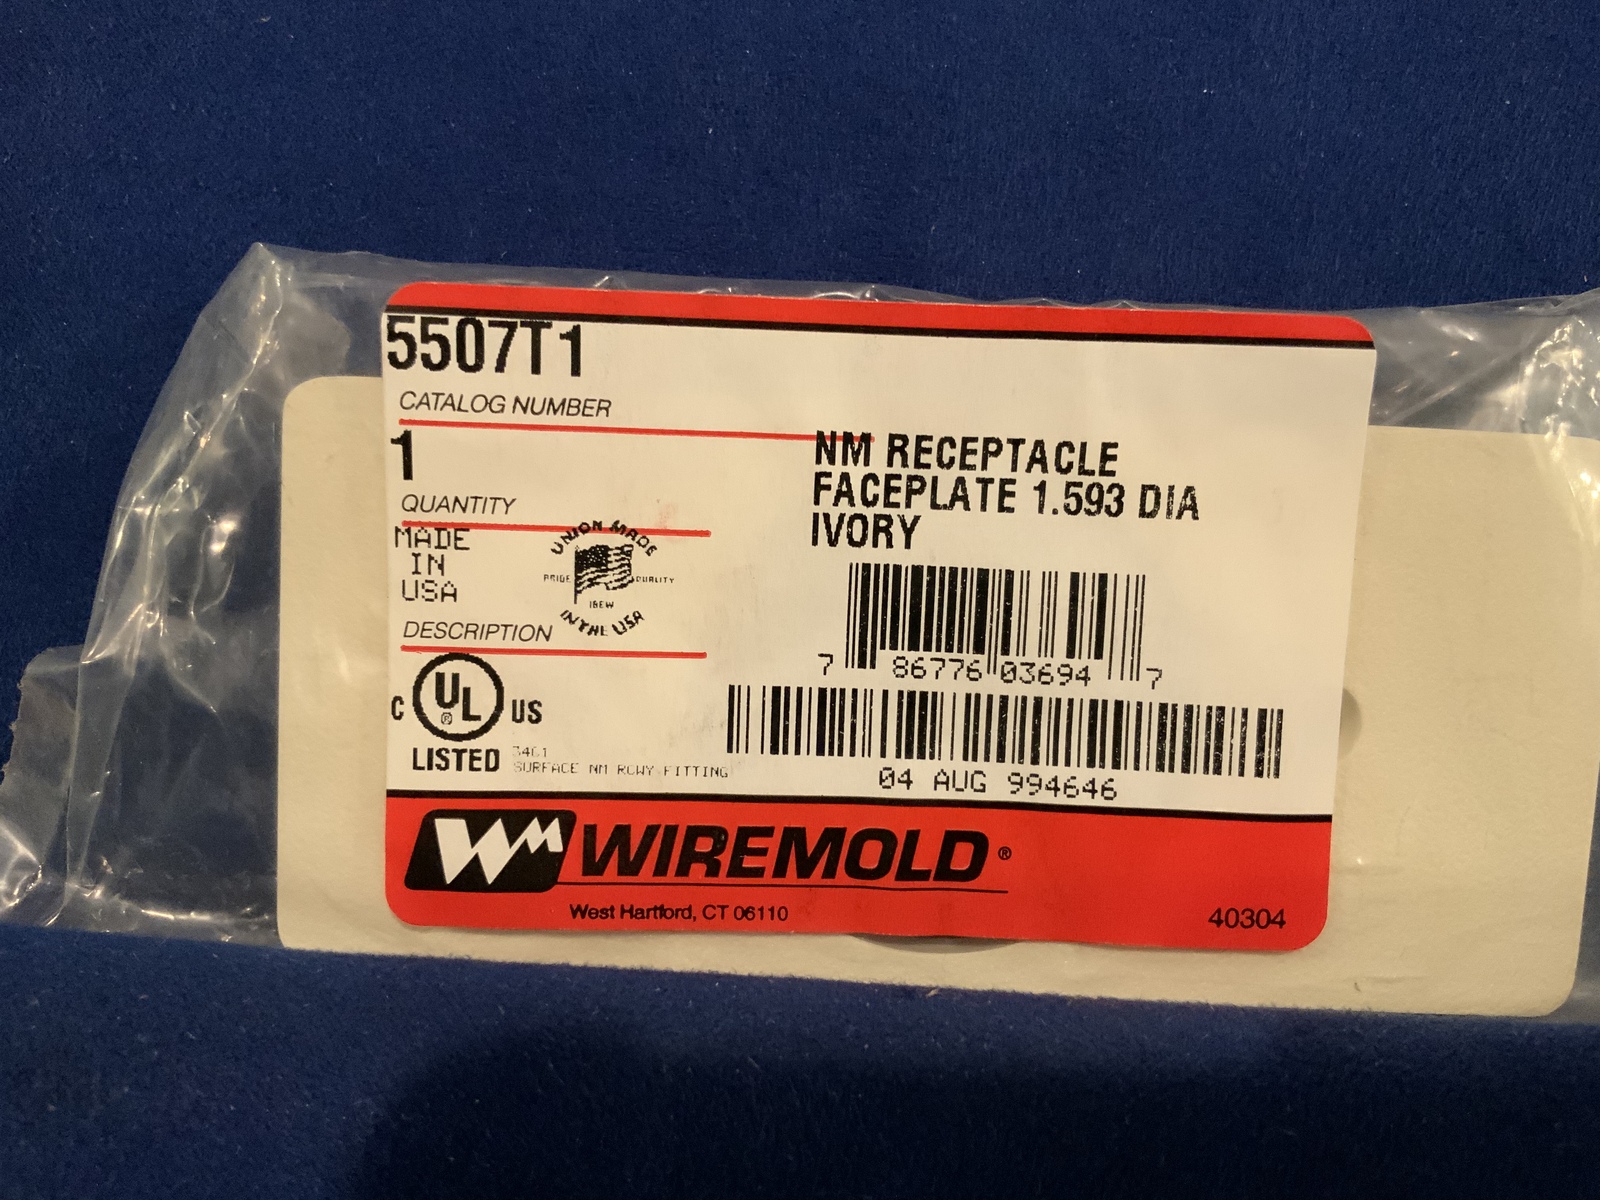 5507T1
CATALOG NUMBER
1
QUANTITY
NM RECEPTACLE
FACEPLATE 1.593 DIA
IVORY
MADE
IN
USA
UNION MADE
PRIDE QUALITY
IBEW
IN THE USA
DESCRIPTION
7 86776 03694 7
C UL ® US
LISTED
3461
SURFACE NM RCWY FITTING
04 AUG 994646
WM WIREMOLD ®
West Hartford, CT 06110
40304